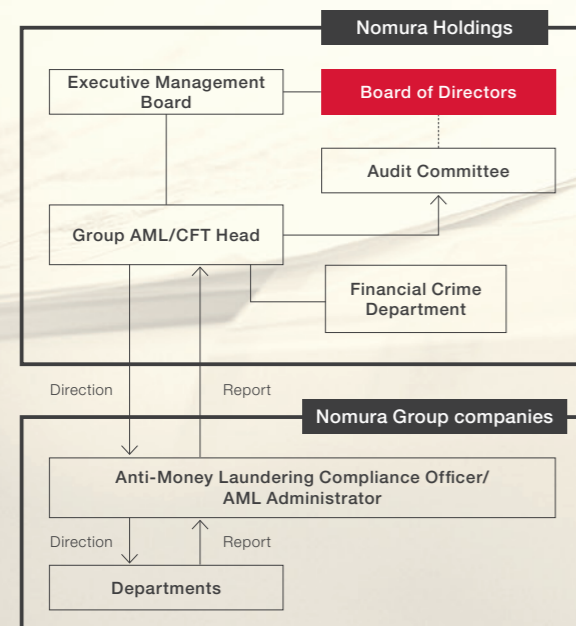 Nomura Holdings
Executive Management
Board
Board of Directors
Audit Committee
Group AML/CFT Head
Financial Crime
Department
Direction
Report
Nomura Group companies
Anti-Money Laundering Compliance Officer/
AML Administrator
Direction
Report
Departments